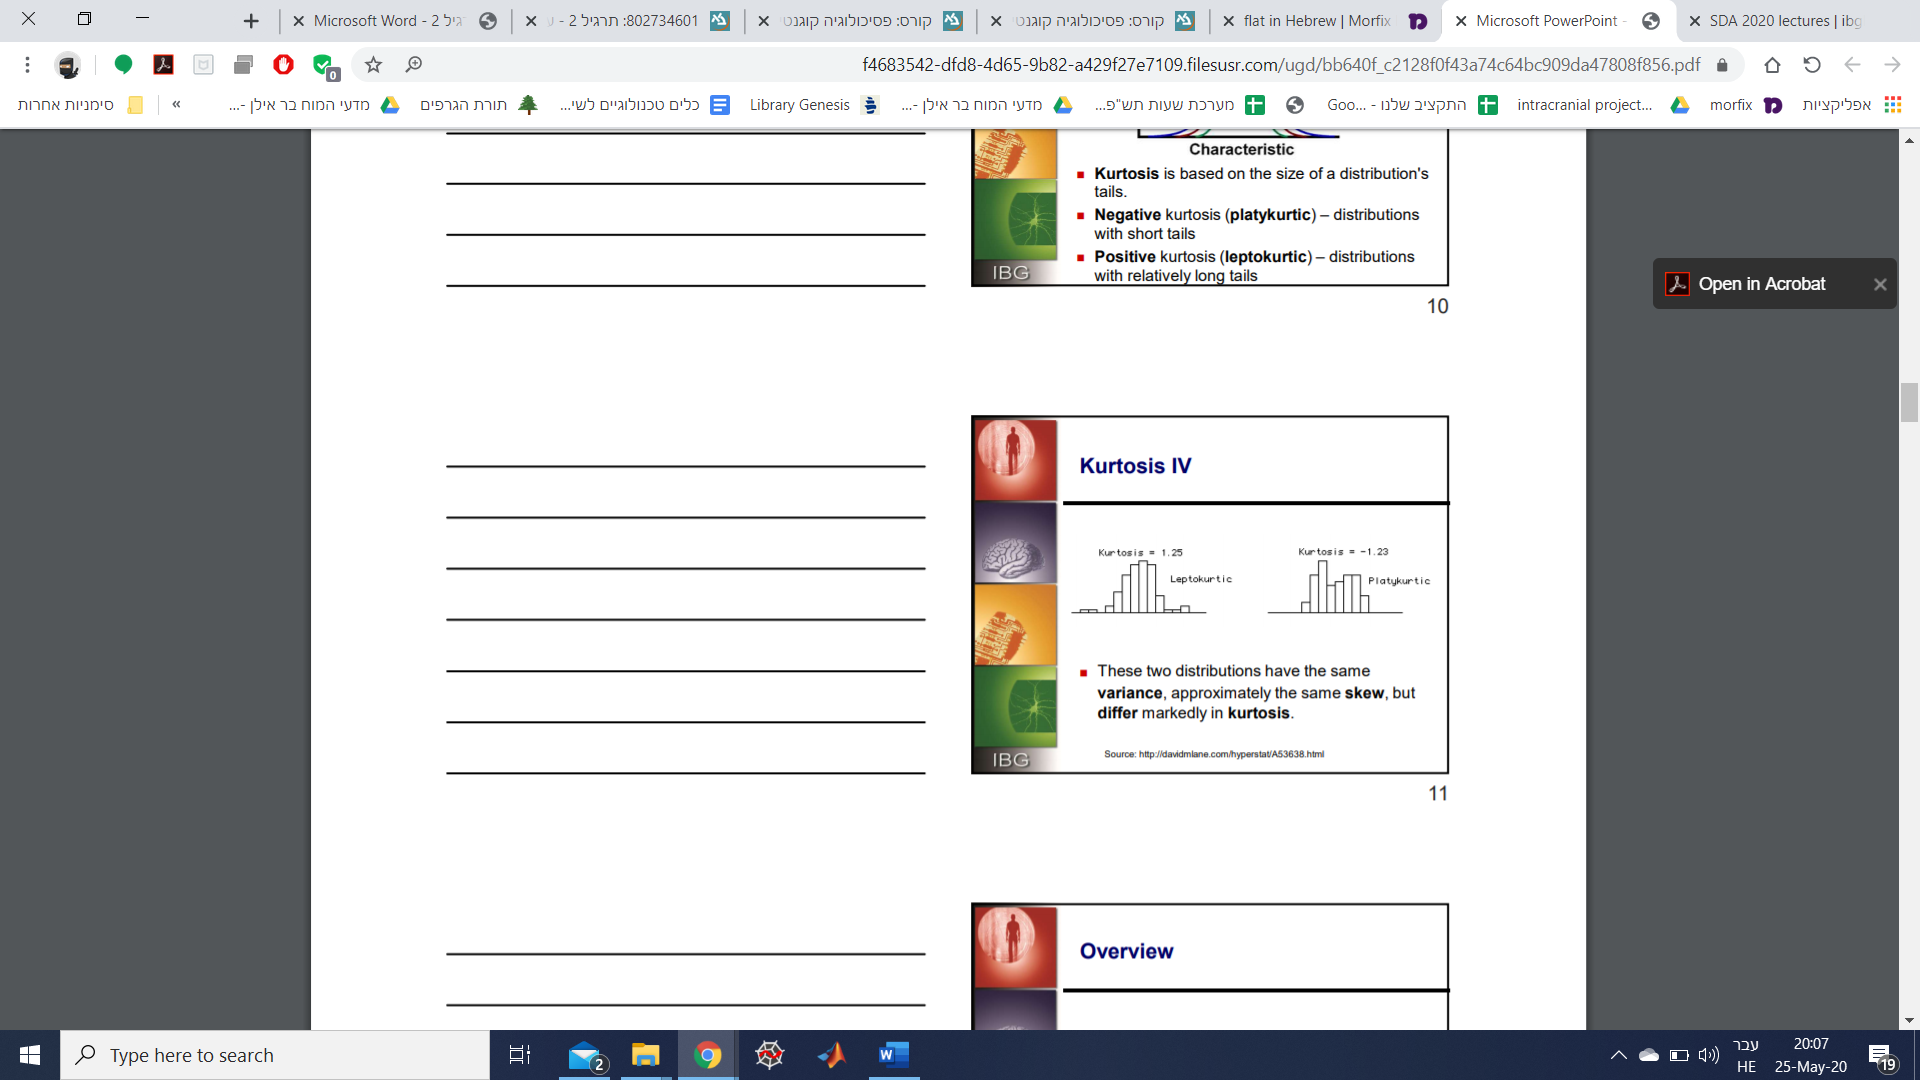 Microsoft Word - תרגיל 2
802734601: תרגיל 2 -
קורס: פסיכולוגיה קוגנטי
קורס: פסיכולוגיה קוגנטי
flat in Hebrew | Morfix
Microsoft PowerPoint -
SDA 2020 lectures | ibg
0
f4683542-dfd8-4d65-9b82-a429f27e7109.filesusr.com/ugd/bb640f_c2128f0f43a74c64bc909da47808f856.pdf
סימניות אחרות
«
מדעי המוח בר אילן -...
תורת הגרפים
כלים טכנולוגיים לשי...
Library Genesis
מדעי המוח בר אילן -...
מערכת שעות תש"פ...
התקציב שלנו - Goo...
intracranial project...
morfix
אפליקציות
Characteristic
Kurtosis is based on the size of a distribution's
tails.
Negative kurtosis (platykurtic) – distributions
with short tails
Positive kurtosis (leptokurtic) – distributions
with relatively long tails
IBG
10
Open in Acrobat
Kurtosis IV
Kurtosis = 1.25
Leptokurtic
Kurtosis = -1.23
Platykurtic
These two distributions have the same
variance, approximately the same skew, but
differ markedly in kurtosis.
Source: http://davidmlane.com/hyperstat/A53638.html
IBG
11
Overview
Type here to search
2
עבר
HE
20:07
25-May-20
19